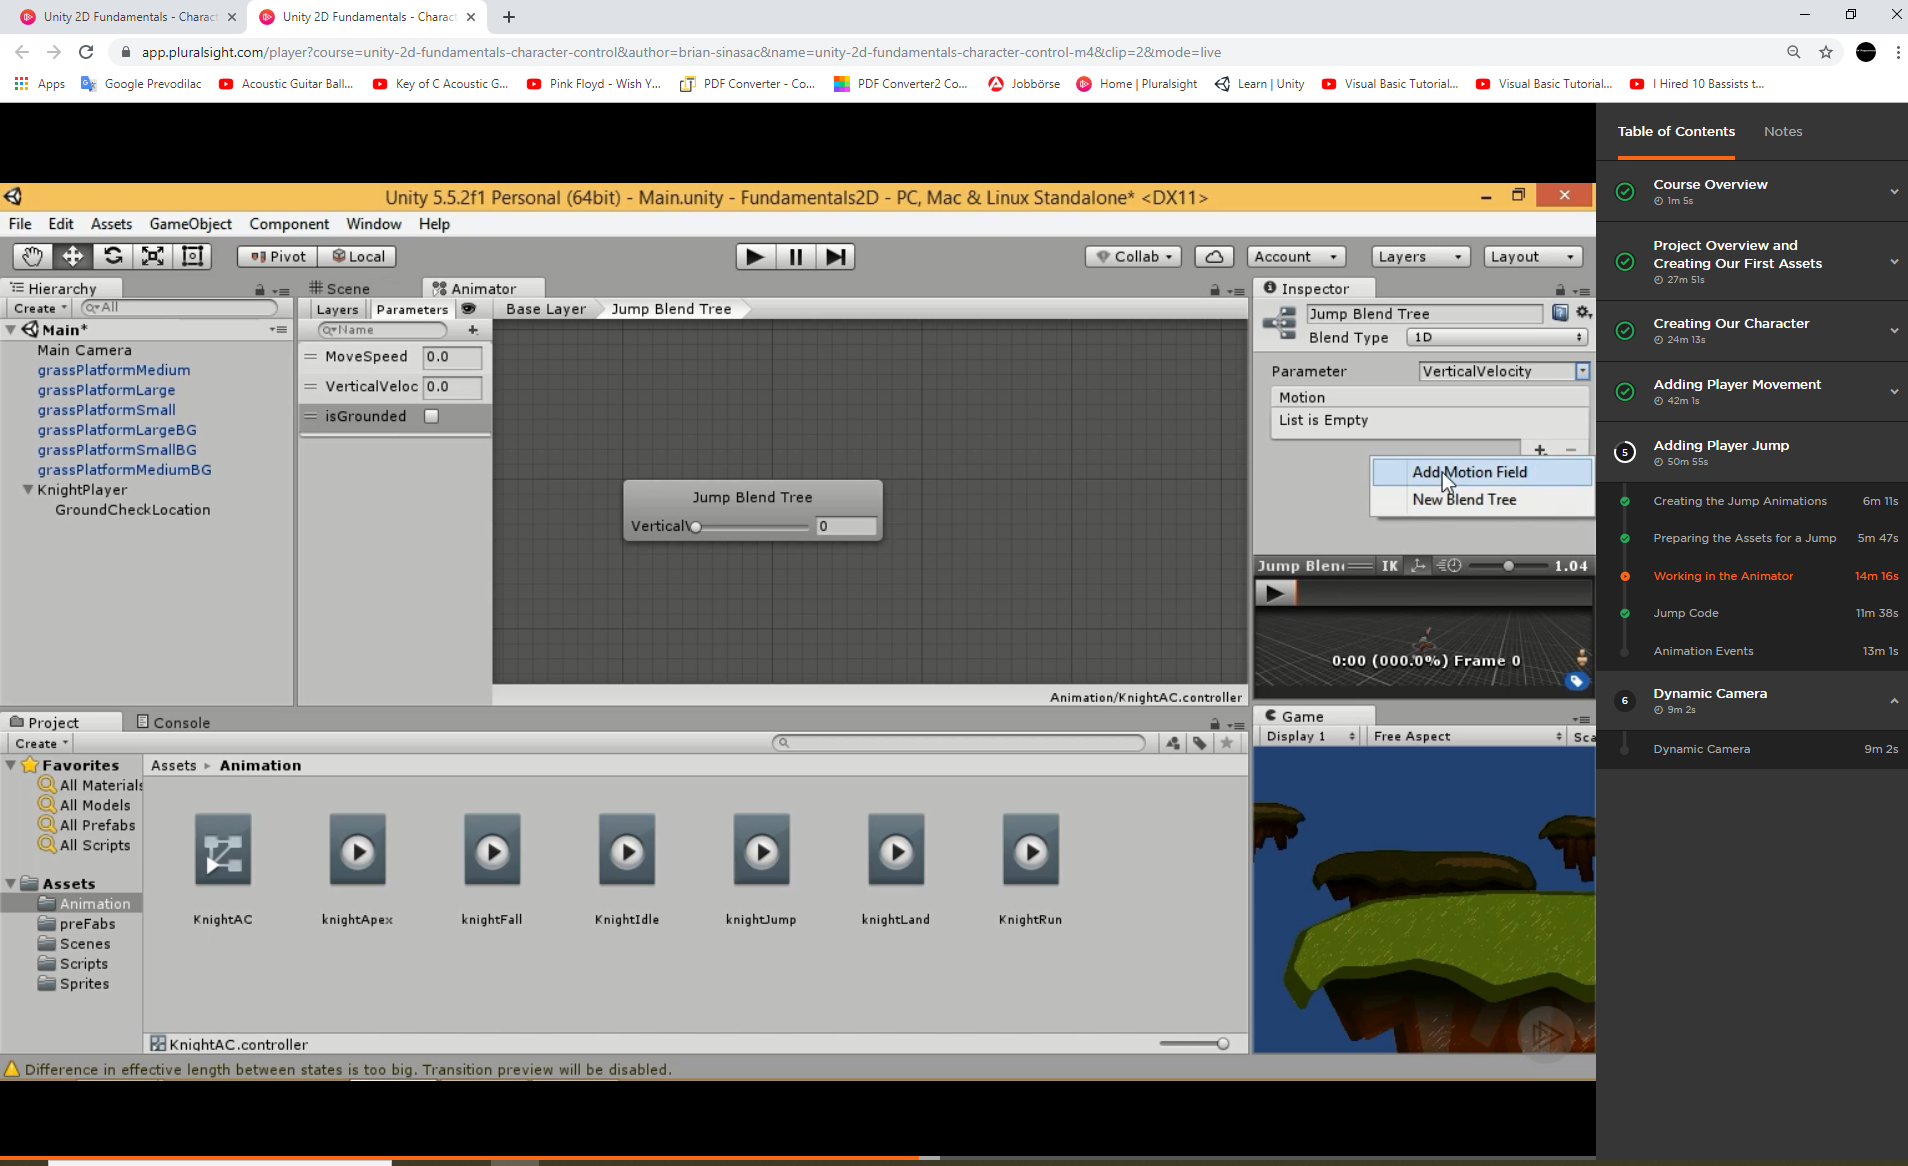 Unity 2D Fundamentals - Charact
Unity 2D Fundamentals - Charact
app.pluralsight.com/player?course=unity-2d-fundamentals-character-control&author=brian-sinasac&name=unity-2d-fundamentals-character-control-m4&clip=2&mode=live
Apps Google Prevodilac Acoustic Guitar Ball... Key of C Acoustic G... Pink Floyd - Wish Y... PDF Converter - Co... PDF Converter2 Co... Jobbörse Home | Pluralsight Learn | Unity Visual Basic Tutorial... Visual Basic Tutorial... I Hired 10 Bassists t...
Unity 5.5.2f1 Personal (64bit) - Main.unity - Fundamentals2D - PC, Mac & Linux Standalone* <DX11>
File Edit Assets GameObject Component Window Help
Pivot Local Collab Account Layers Layout
Hierarchy
Create All
Main*
Main Camera
grassPlatformMedium
grassPlatformLarge
grassPlatformSmall
grassPlatformLargeBG
grassPlatformSmallBG
grassPlatformMediumBG
KnightPlayer
GroundCheckLocation
Scene Animator
Layers Parameters
Name
MoveSpeed 0.0
VerticalVeloc 0.0
isGrounded
Base Layer Jump Blend Tree
Jump Blend Tree
VerticalV 0
Animation/KnightAC.controller
Inspector
Jump Blend Tree
Blend Type 1D
Parameter VerticalVelocity
Motion
List is Empty
Add Motion Field
New Blend Tree
Jump Blen IK 1.04
0:00 (000.0%) Frame 0
Project Console
Create
Favorites
All Materials
All Models
All Prefabs
All Scripts
Assets
Animation
preFabs
Scenes
Scripts
Sprites
Assets Animation
KnightAC knightApex knightFall KnightIdle knightJump knightLand KnightRun
KnightAC.controller
Game
Display 1 Free Aspect Sca
Difference in effective length between states is too big. Transition preview will be disabled.
Table of Contents Notes
Course Overview
1m 5s
Project Overview and
Creating Our First Assets
27m 51s
Creating Our Character
24m 13s
Adding Player Movement
42m 1s
5
Adding Player Jump
50m 55s
Creating the Jump Animations 6m 11s
Preparing the Assets for a Jump 5m 47s
Working in the Animator 14m 16s
Jump Code 11m 38s
Animation Events 13m 1s
6
Dynamic Camera
9m 2s
Dynamic Camera 9m 2s